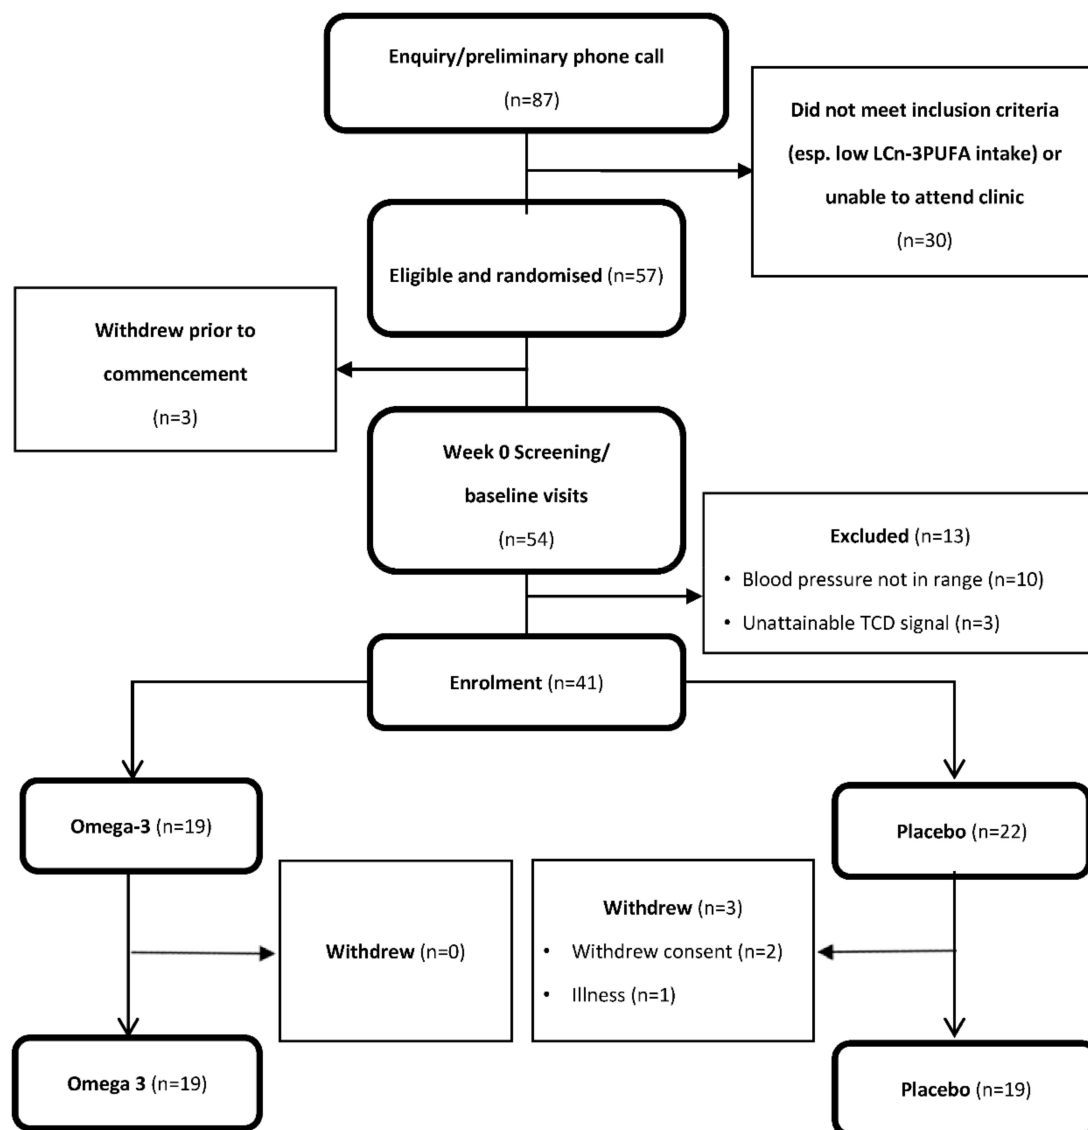 Enquiry/preliminary phone call
(n=87)
Did not meet inclusion criteria
(esp. low LCn-3PUFA intake) or
unable to attend clinic
(n=30)
Eligible and randomised (n=57)
Withdrew prior to
commencement
(n=3)
Week 0 Screening/
baseline visits
(n=54)
Excluded (n=13)
• Blood pressure not in range (n=10)
• Unattainable TCD signal (n=3)
Enrolment (n=41)
Omega-3 (n=19)
Placebo (n=22)
Withdrew (n=0)
Withdrew (n=3)
• Withdrew consent (n=2)
• Illness (n=1)
Omega 3 (n=19)
Placebo (n=19)